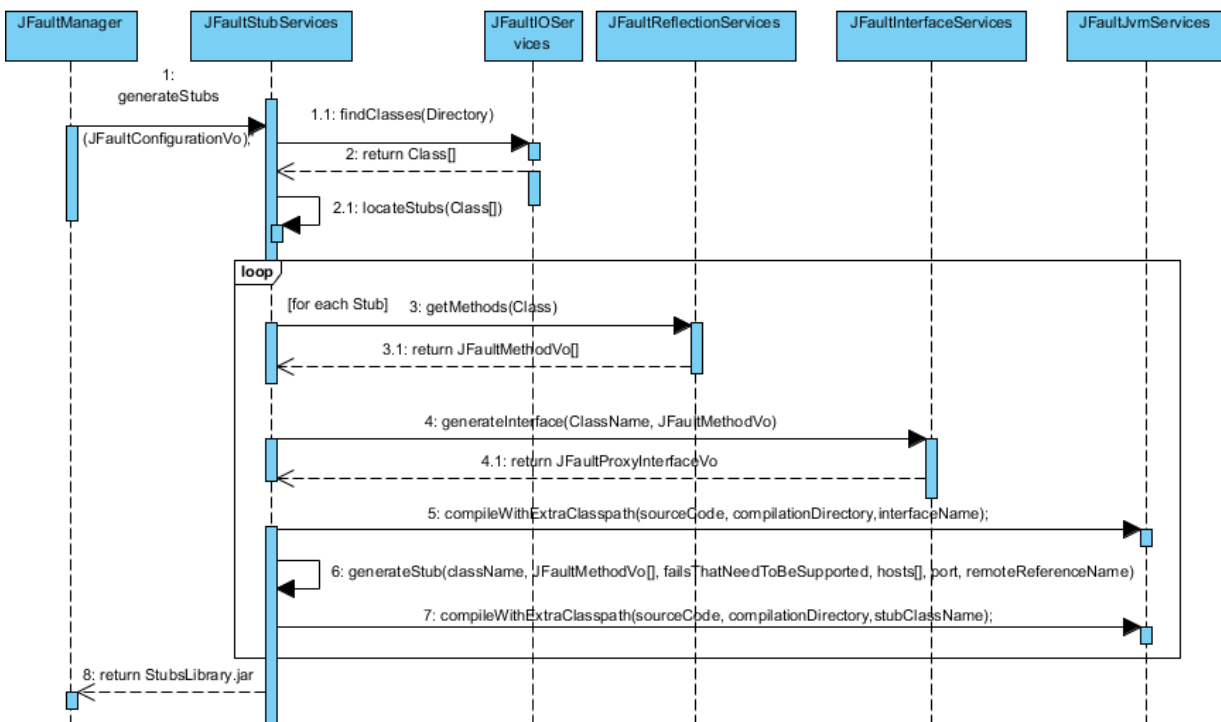 JFaultManager
JFaultStubServices
JFaultIOSer
vices
JFaultReflectionServices
JFaultInterfaceServices
JFaultJvmServices
1:
generateStubs
(JFaultConfigurationVo);
1.1: findClasses(Directory)
2: return Class[]
2.1: locateStubs(Class[])
loop
[for each Stub]
3: getMethods(Class)
3.1: return JFaultMethodVo[]
4: generateInterface(ClassName, JFaultMethodVo)
4.1: return JFaultProxyInterfaceVo
5: compileWithExtraClasspath(sourceCode, compilationDirectory,interfaceName);
6: generateStub(className, JFaultMethodVo[], failsThatNeedToBeSupported, hosts[], port, remoteReferenceName)
7: compileWithExtraClasspath(sourceCode, compilationDirectory,stubClassName);
8: return StubsLibrary.jar